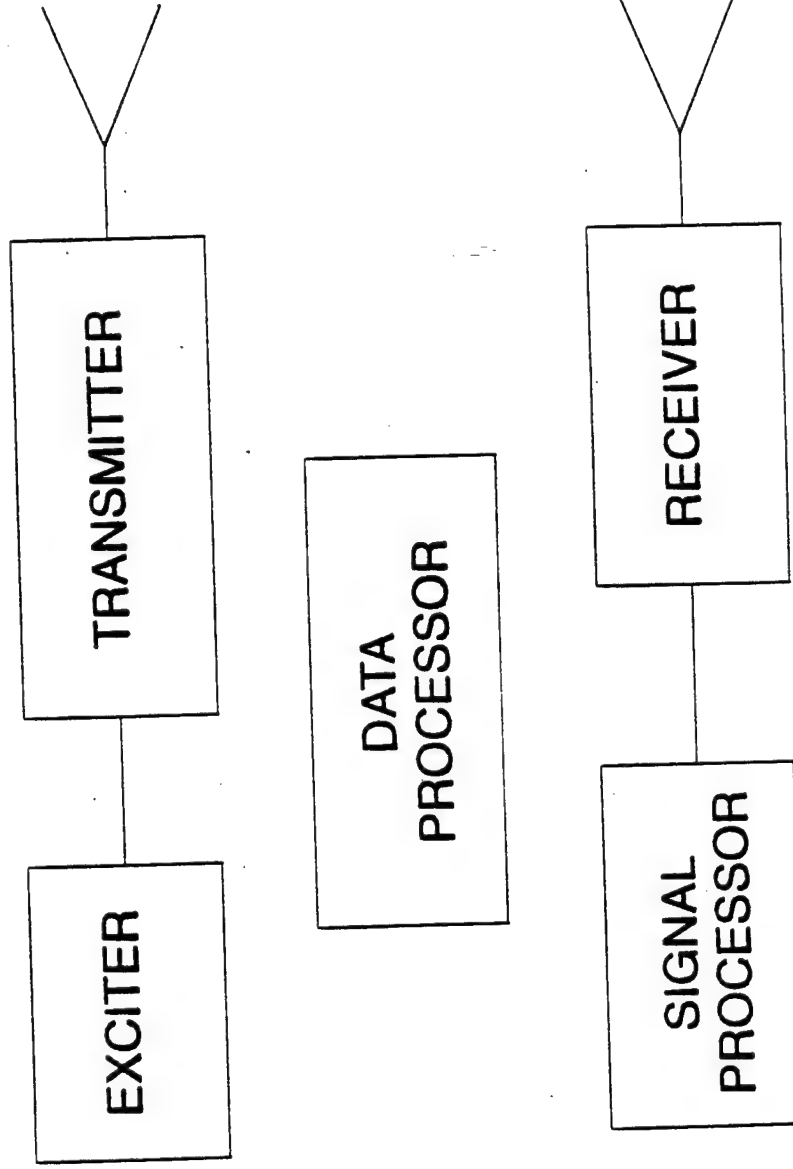 EXCITER
TRANSMITTER
DATA
PROCESSOR
SIGNAL
PROCESSOR
RECEIVER